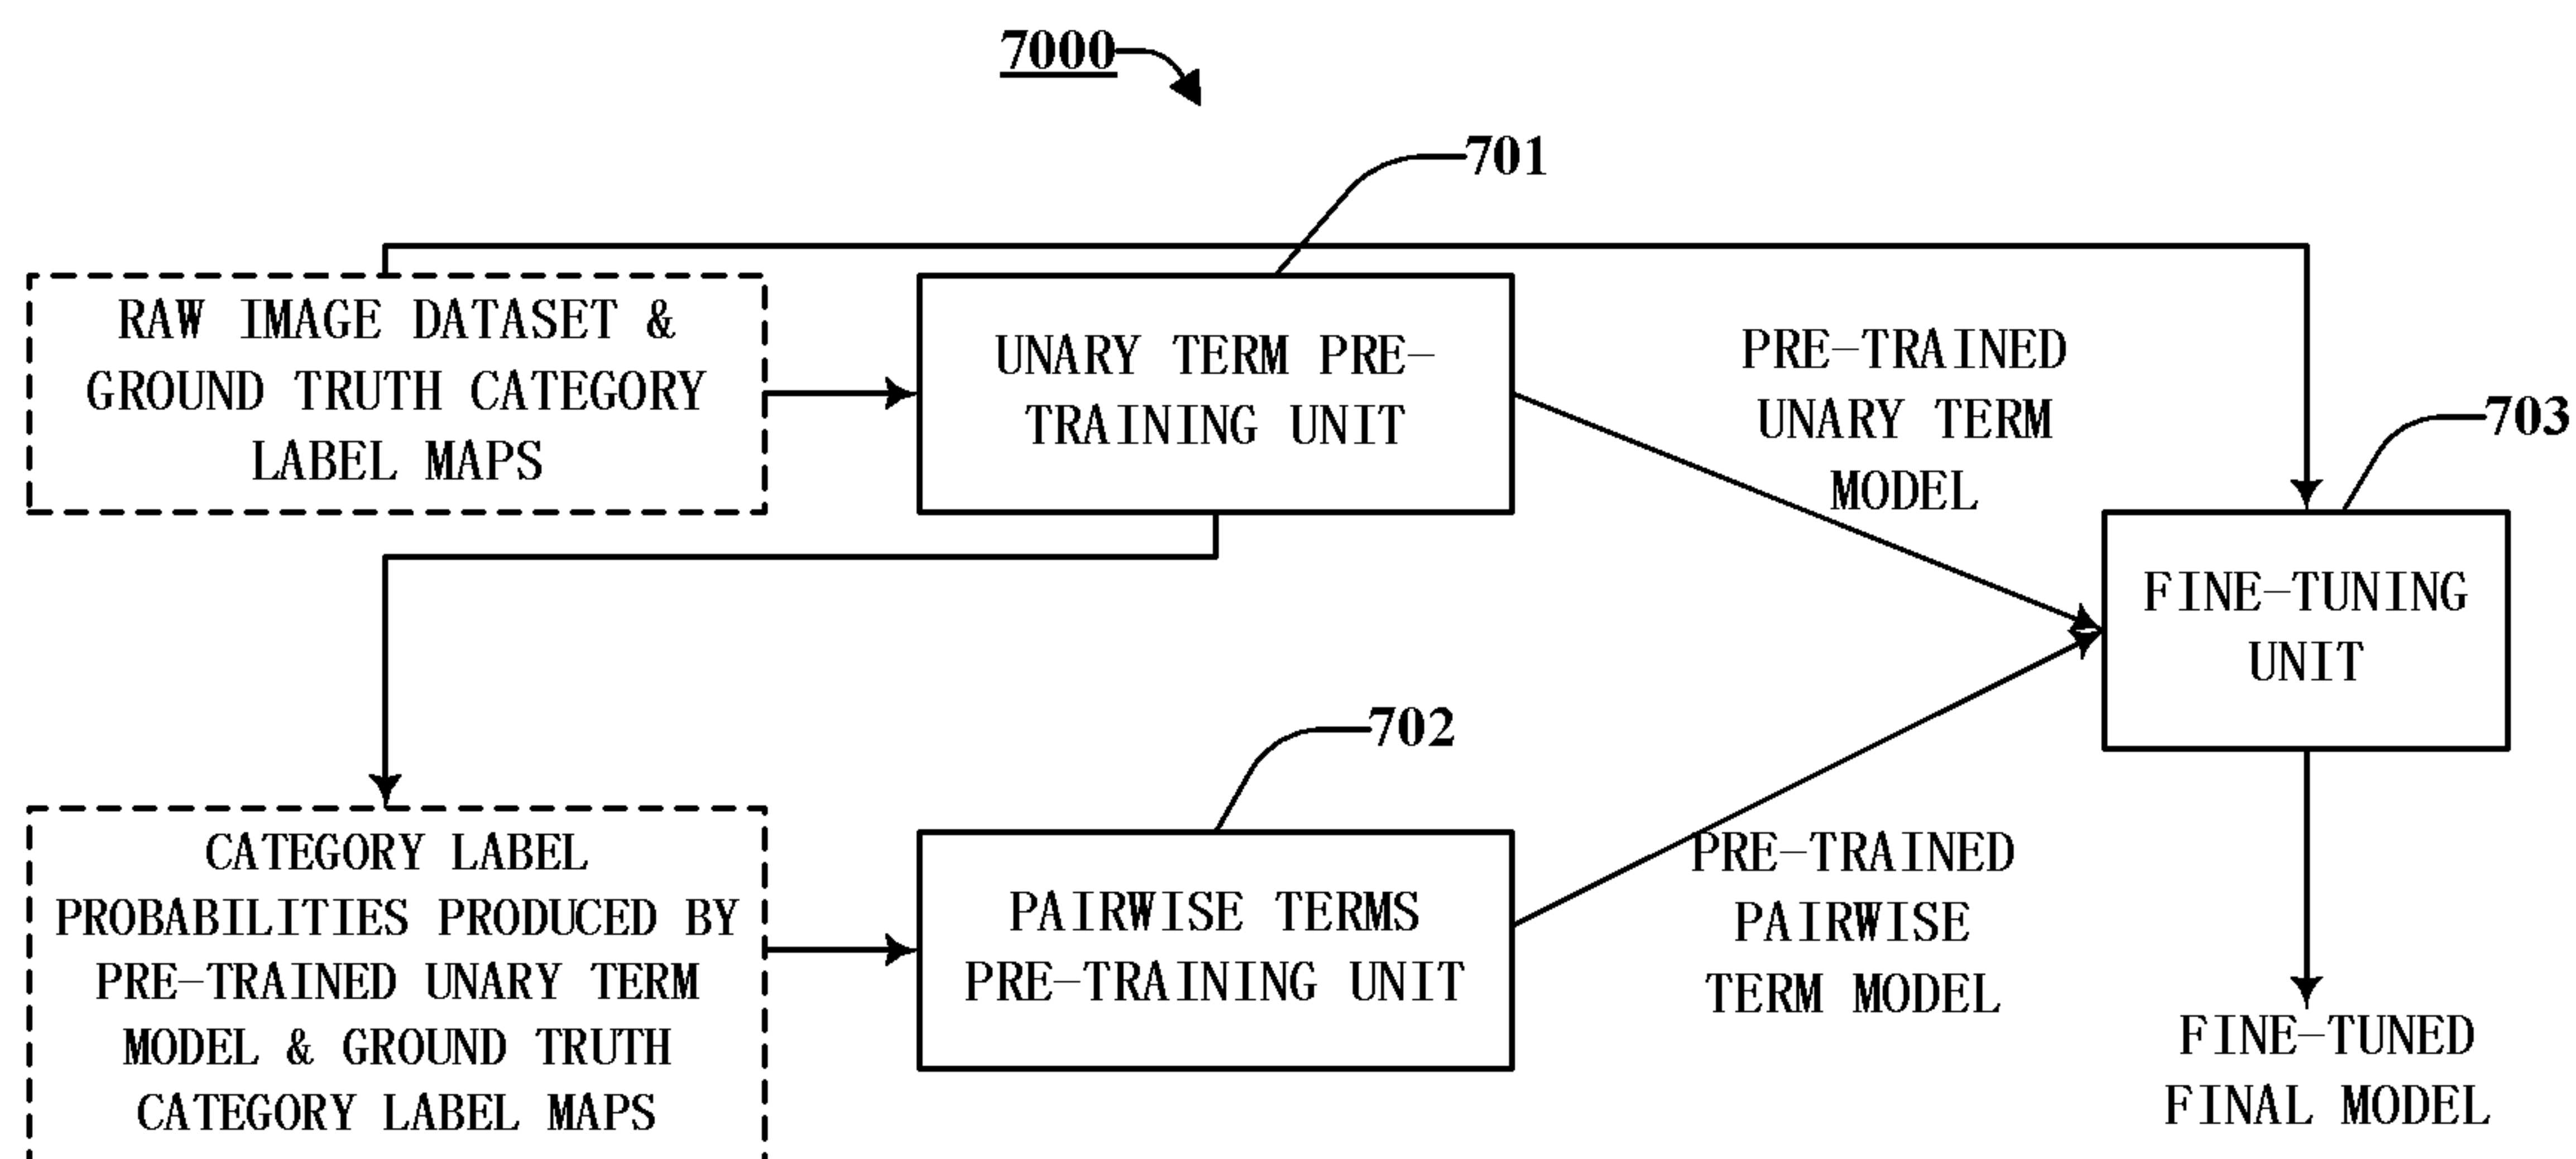 7000
701
RAW IMAGE DATASET &
GROUND TRUTH CATEGORY
LABEL MAPS
UNARY TERM PRE-
TRAINING UNIT
PRE-TRAINED
UNARY TERM
MODEL
703
FINE-TUNING
UNIT
702
CATEGORY LABEL
PROBABILITIES PRODUCED BY
PRE-TRAINED UNARY TERM
MODEL & GROUND TRUTH
CATEGORY LABEL MAPS
PAIRWISE TERMS
PRE-TRAINING UNIT
PRE-TRAINED
PAIRWISE
TERM MODEL
FINE-TUNED
FINAL MODEL